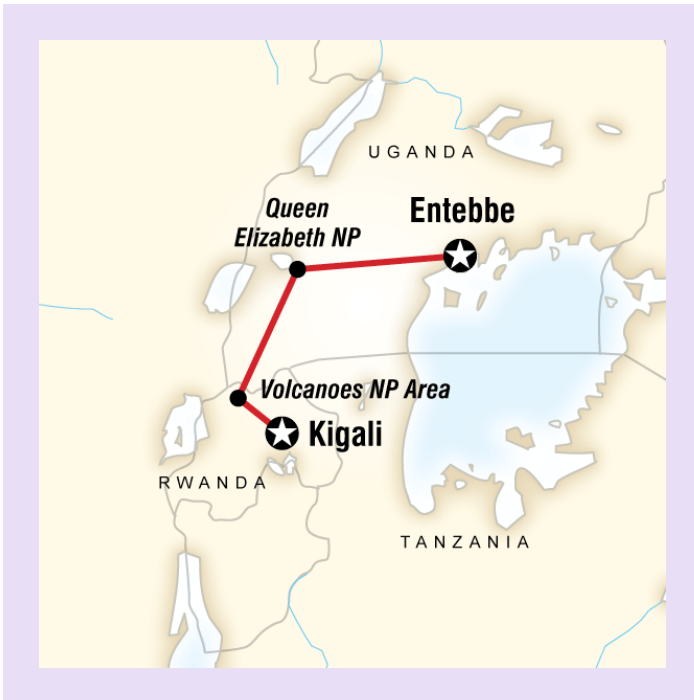 UGANDA
Queen
Elizabeth NP
Entebbe
Volcanoes NP Area
Kigali
RWANDA
TANZANIA